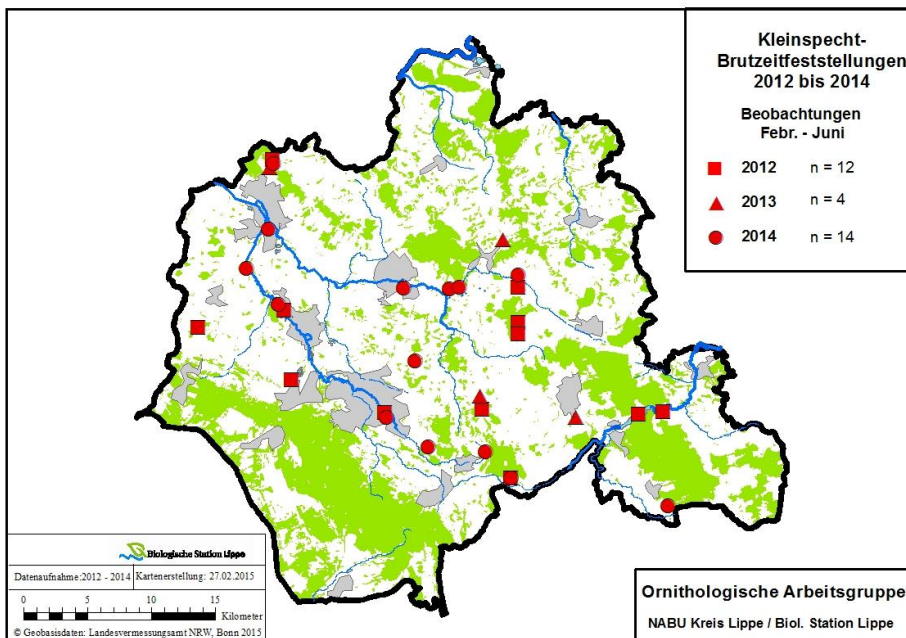 Kleinspecht-
Brutzeitfeststellungen
2012 bis 2014
Beobachtungen
Febr. - Juni
2012 n = 12
2013 n = 4
2014 n = 14
Biologische Station Lippe
Datenaufnahme:2012 - 2014 Kartenerstellung: 27.02.2015
0 5 10 15
Kilometer
© Geobasisdaten: Landesvermessungsamt NRW, Bonn 2015
Ornithologische Arbeitsgruppe
NABU Kreis Lippe / Biol. Station Lippe